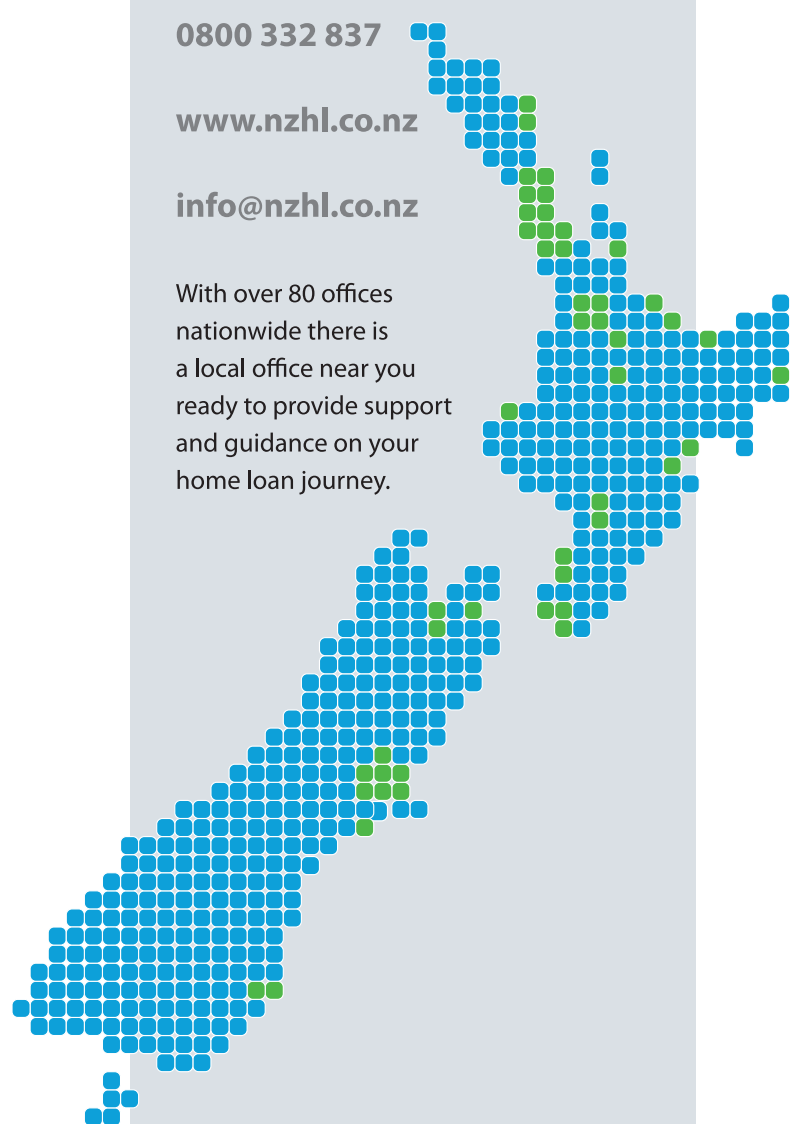 0800 332 837
www.nzhl.co.nz
info@nzhl.co.nz
With over 80 offices
nationwide there is
a local office near you
ready to provide support
and guidance on your
home loan journey.